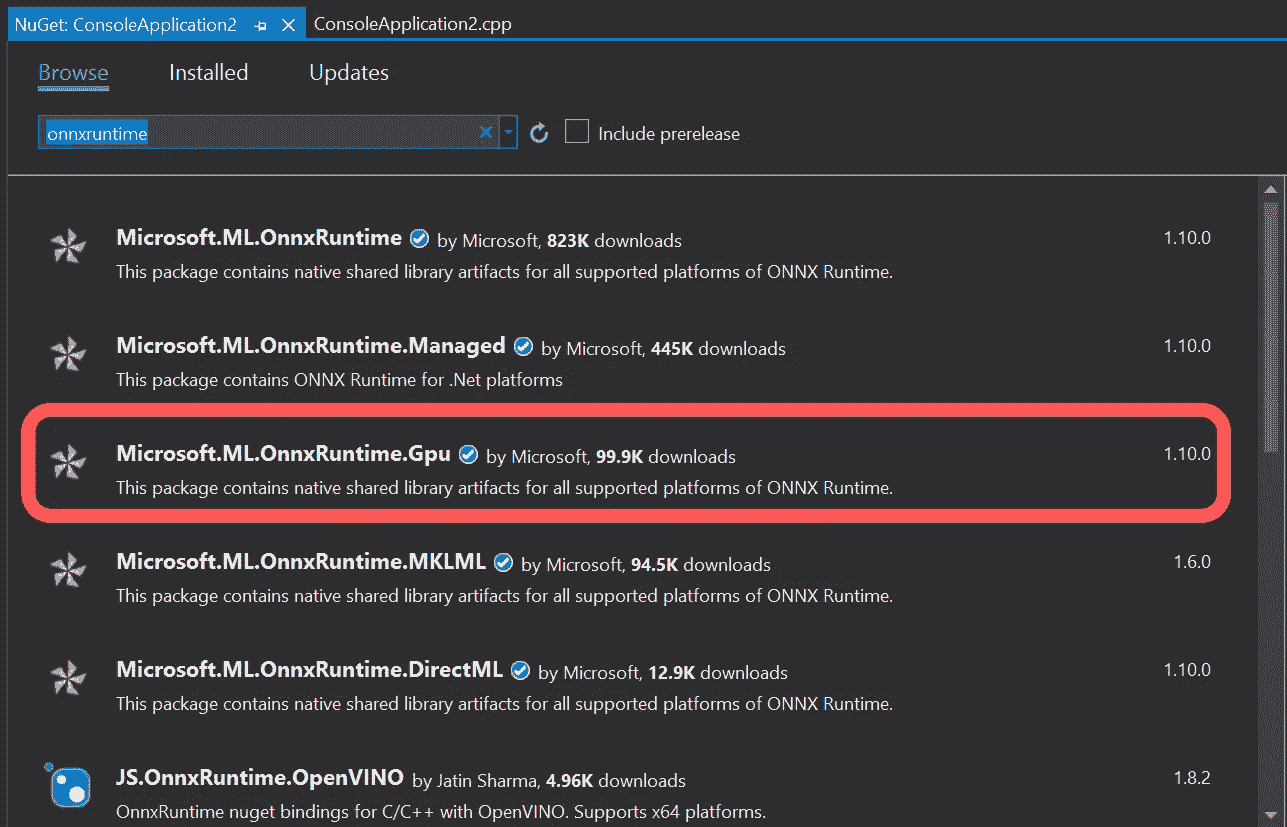 NuGet: ConsoleApplication2
ConsoleApplication2.cpp
Browse Installed Updates
onnxruntime
Include prerelease
Microsoft.ML.OnnxRuntime by Microsoft, 823K downloads 1.10.0
This package contains native shared library artifacts for all supported platforms of ONNX Runtime.
Microsoft.ML.OnnxRuntime.Managed by Microsoft, 445K downloads 1.10.0
This package contains ONNX Runtime for .Net platforms
Microsoft.ML.OnnxRuntime.Gpu by Microsoft, 99.9K downloads 1.10.0
This package contains native shared library artifacts for all supported platforms of ONNX Runtime.
Microsoft.ML.OnnxRuntime.MKLML by Microsoft, 94.5K downloads 1.6.0
This package contains native shared library artifacts for all supported platforms of ONNX Runtime.
Microsoft.ML.OnnxRuntime.DirectML by Microsoft, 12.9K downloads 1.10.0
This package contains native shared library artifacts for all supported platforms of ONNX Runtime.
JS.OnnxRuntime.OpenVINO by Jatin Sharma, 4.96K downloads 1.8.2
OnnxRuntime nuget bindings for C/C++ with OpenVINO. Supports x64 platforms.